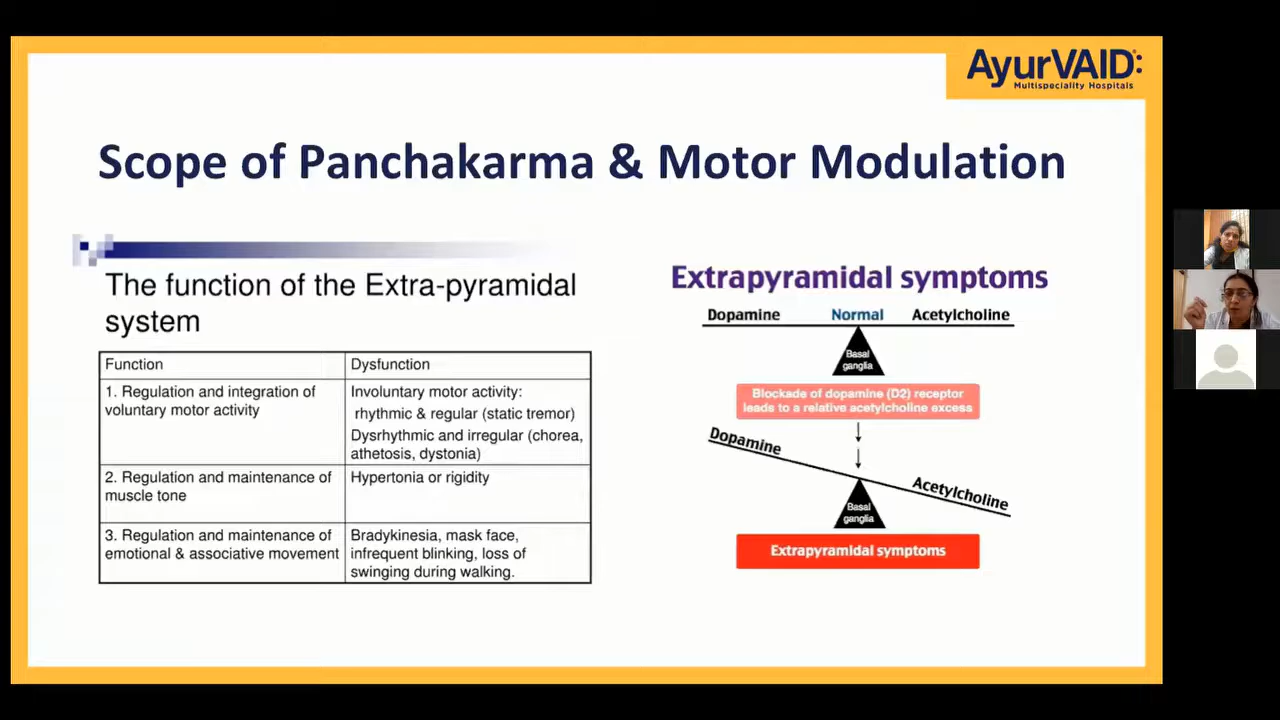 AyurVAID:
Multispeciality Hospitals
Scope of Panchakarma & Motor Modulation
The function of the Extra-pyramidal
system
Function
Dysfunction
1. Regulation and integration of
voluntary motor activity
Involuntary motor activity:
rhythmic & regular (static tremor)
Dysrhythmic and irregular (chorea,
athetosis, dystonia)
2. Regulation and maintenance of
muscle tone
Hypertonia or rigidity
3. Regulation and maintenance of
emotional & associative movement
Bradykinesia, mask face,
infrequent blinking, loss of
swinging during walking.
Extrapyramidal symptoms
Dopamine
Normal
Acetylcholine
Basal
ganglia
Blockade of dopamine (D2) receptor
leads to a relative acetylcholine excess
Dopamine
Acetylcholine
Basal
ganglia
Extrapyramidal symptoms